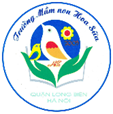 Trường Mầm non Hoa Sữa
QUẬN LONG BIÊN
HÀ NỘI